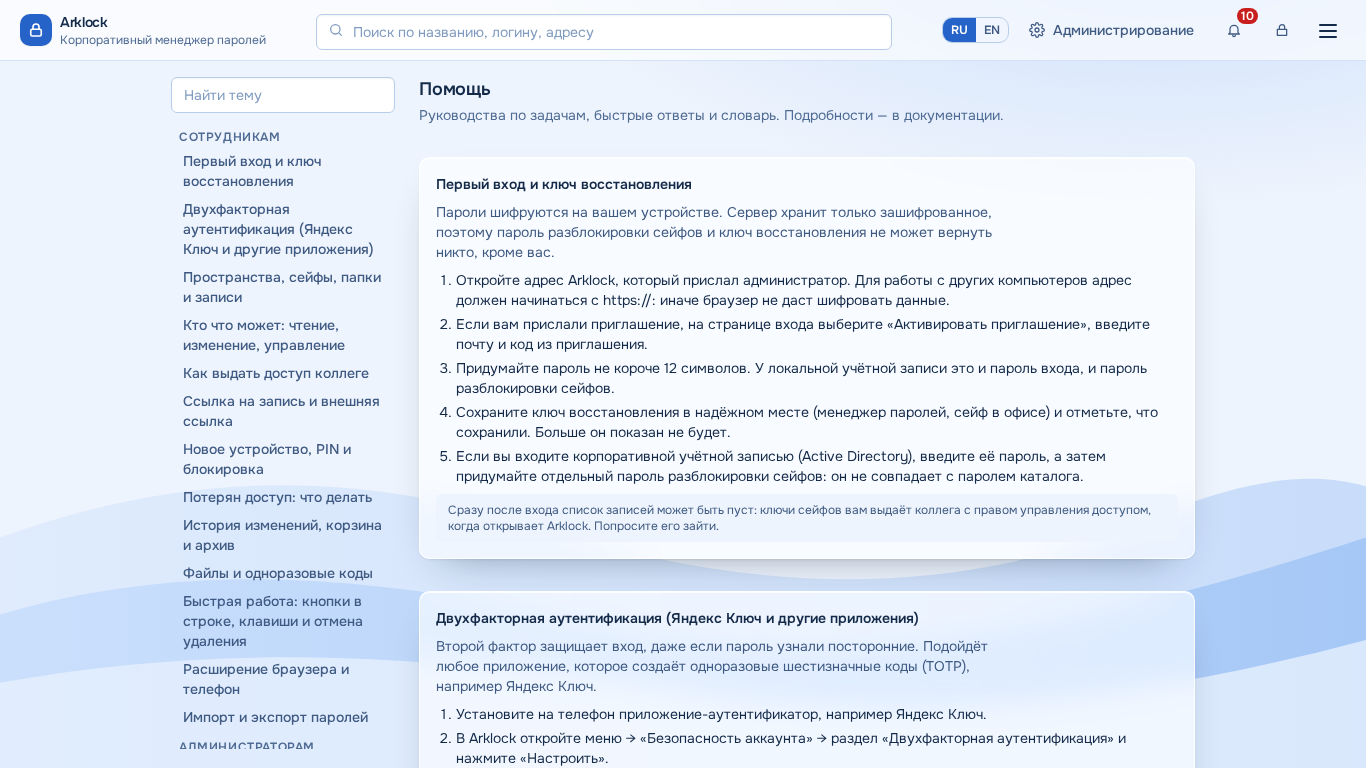 Arklock
Корпоративный менеджер паролей
Поиск по названию, логину, адресу
RU EN
Администрирование
10
Найти тему
СОТРУДНИКАМ
Первый вход и ключ
восстановления
Двухфакторная
аутентификация (Яндекс
Ключ и другие приложения)
Пространства, сейфы, папки
и записи
Кто что может: чтение,
изменение, управление
Как выдать доступ коллеге
Ссылка на запись и внешняя
ссылка
Новое устройство, PIN и
блокировка
Потерян доступ: что делать
История изменений, корзина
и архив
Файлы и одноразовые коды
Быстрая работа: кнопки в
строке, клавиши и отмена
удаления
Расширение браузера и
телефон
Импорт и экспорт паролей
АДМИНИСТРАТОРАМ
Помощь
Руководства по задачам, быстрые ответы и словарь. Подробности — в документации.
Первый вход и ключ восстановления
Пароли шифруются на вашем устройстве. Сервер хранит только зашифрованное,
поэтому пароль разблокировки сейфов и ключ восстановления не может вернуть
никто, кроме вас.
1. Откройте адрес Arklock, который прислал администратор. Для работы с других компьютеров адрес
должен начинаться с https://: иначе браузер не даст шифровать данные.
2. Если вам прислали приглашение, на странице входа выберите «Активировать приглашение», введите
почту и код из приглашения.
3. Придумайте пароль не короче 12 символов. У локальной учётной записи это и пароль входа, и пароль
разблокировки сейфов.
4. Сохраните ключ восстановления в надёжном месте (менеджер паролей, сейф в офисе) и отметьте, что
сохранили. Больше он показан не будет.
5. Если вы входите корпоративной учётной записью (Active Directory), введите её пароль, а затем
придумайте отдельный пароль разблокировки сейфов: он не совпадает с паролем каталога.
Сразу после входа список записей может быть пуст: ключи сейфов вам выдаёт коллега с правом управления доступом,
когда открывает Arklock. Попросите его зайти.
Двухфакторная аутентификация (Яндекс Ключ и другие приложения)
Второй фактор защищает вход, даже если пароль узнали посторонние. Подойдёт
любое приложение, которое создаёт одноразовые шестизначные коды (TOTP),
например Яндекс Ключ.
1. Установите на телефон приложение-аутентификатор, например Яндекс Ключ.
2. В Arklock откройте меню → «Безопасность аккаунта» → раздел «Двухфакторная аутентификация» и
нажмите «Настроить».